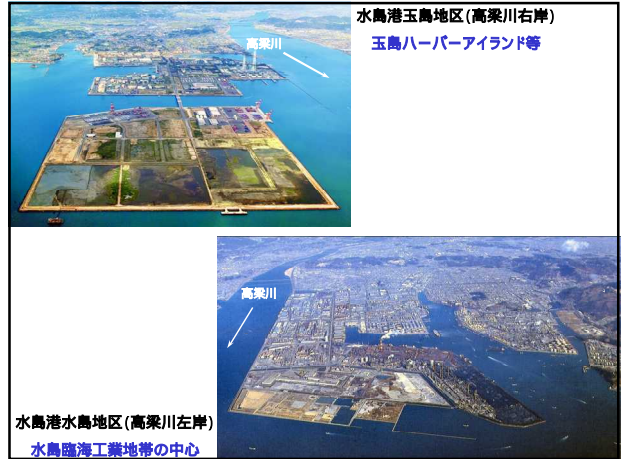 水島港玉島地区(高梁川右岸)
玉島ハーバーアイランド等
高梁川
高梁川
水島港水島地区(高梁川左岸)
水島臨海工業地帯の中心